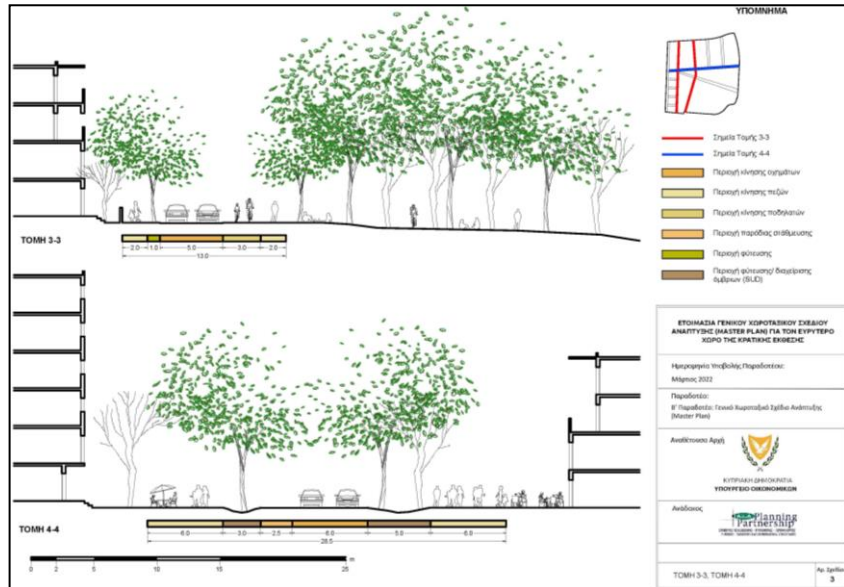 ΥΠΟΜΝΗΜΑ
Σημεία Τομής 3-3
Σημεία Τομής 4-4
Περιοχή κίνησης οχημάτων
Περιοχή κίνησης πεζών
Περιοχή κίνησης ποδηλατών
Περιοχή παρόδιας στάθμευσης
Περιοχή φύτευσης
Περιοχή φύτευσης/ διαχείρισης
όμβριων (SUD)
ΤΟΜΗ 3-3
2.0 1.0 5.0 3.0 2.0
13.0
ΤΟΜΗ 4-4
6.0 3.0 2.5 6.0 5.0 6.0
28.5
0 2 5 10 15 20 25 m
ΕΤΟΙΜΑΣΙΑ ΓΕΝΙΚΟΥ ΧΩΡΟΤΑΞΙΚΟΥ ΣΧΕΔΙΟΥ
ΑΝΑΠΤΥΞΗΣ (MASTER PLAN) ΓΙΑ ΤΟΝ ΕΥΡΥΤΕΡΟ
ΧΩΡΟ ΤΗΣ ΚΡΑΤΙΚΗΣ ΕΚΘΕΣΗΣ
Ημερομηνία Υποβολής Παραδοτέου:
Μάρτιος 2022
Παραδοτέο:
Β' Παραδοτέο: Γενικό Χωροταξικό Σχέδιο Ανάπτυξης
(Master Plan)
Αναθέτουσα Αρχή
ΚΥΠΡΙΑΚΗ ΔΗΜΟΚΡΑΤΙΑ
ΥΠΟΥΡΓΕΙΟ ΟΙΚΟΝΟΜΙΚΩΝ
Ανάδοχος
Planning
Partnership
ΤΟΜΗ 3-3, ΤΟΜΗ 4-4
Αρ. Σχεδίου
3